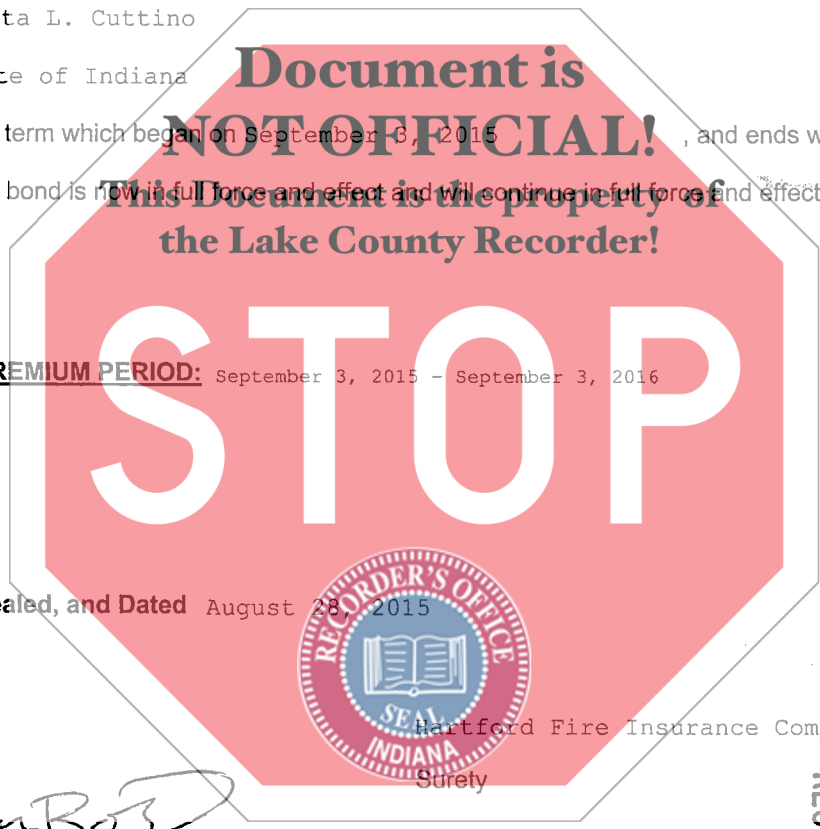 ta L. Cuttino
Document is
te of Indiana
NOT OFFICIAL!
term which began on September 3, 2015 , and ends w
This Document is the property of
bond is now in full force and effect and will continue in full force and effect
the Lake County Recorder!
STOP
REMIUM PERIOD: September 3, 2015 – September 3, 2016
RECORDER'S OFFICE
aled, and Dated August 28, 2015
SEAL
INDIANA
Hartford Fire Insurance Com
Surety